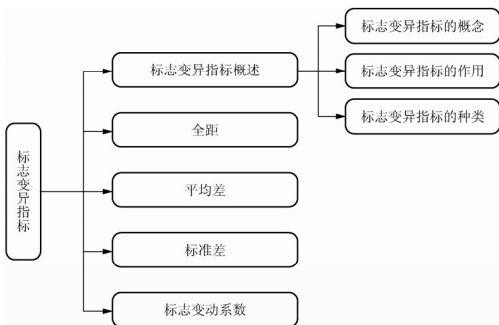 标志变异指标
标志变异指标概述
全距
平均差
标准差
标志变动系数
标志变异指标的概念
标志变异指标的作用
标志变异指标的种类